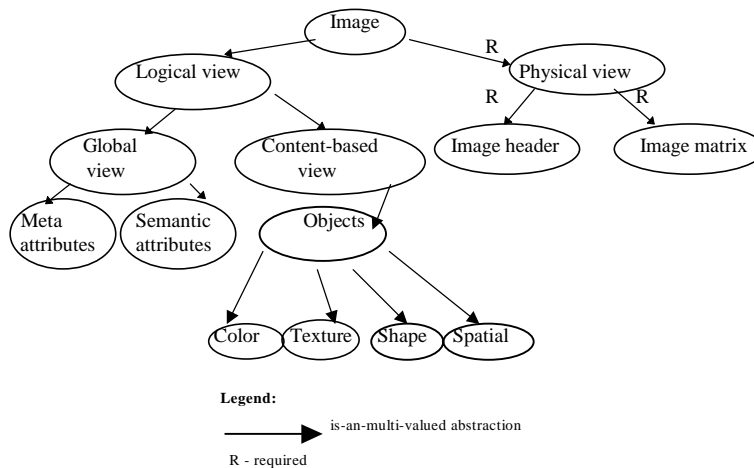 Image
R
Logical view
Physical view
R
R
Global
view
Content-based
view
Image header
Image matrix
Meta
attributes
Semantic
attributes
Objects
Color
Texture
Shape
Spatial
Legend:
is-an-multi-valued abstraction
R - required